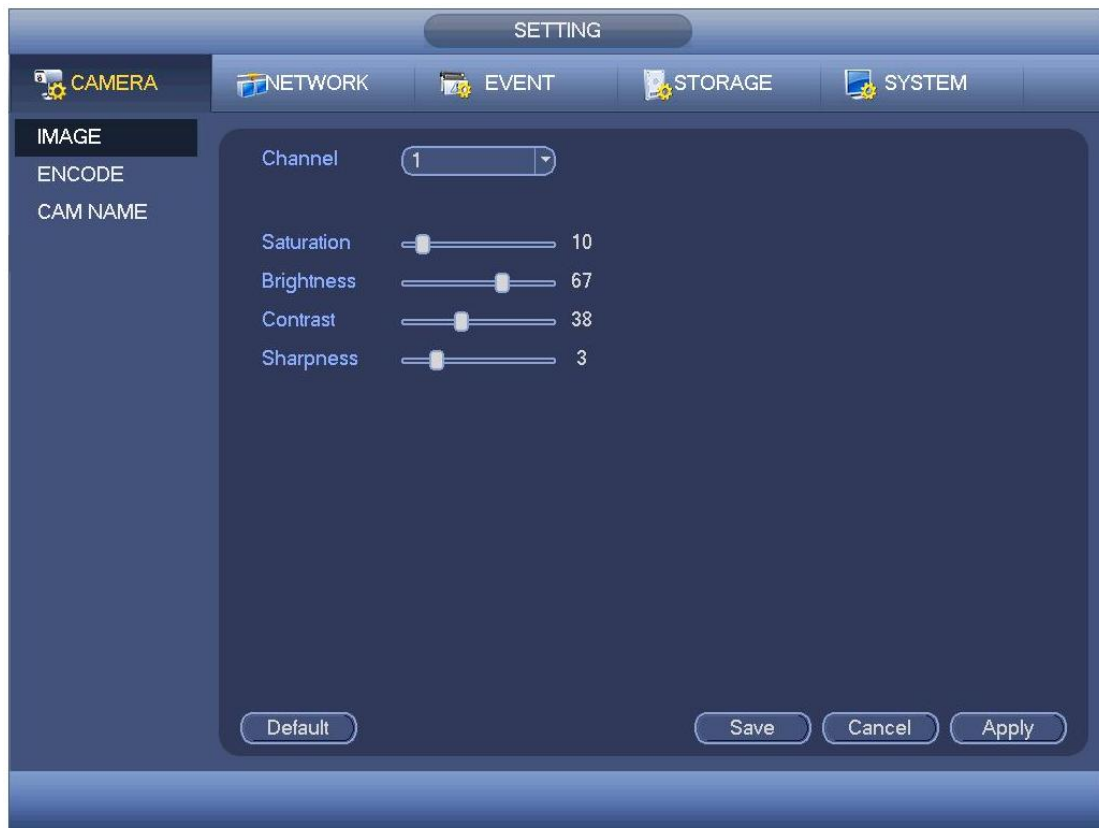 SETTING
CAMERA NETWORK EVENT STORAGE SYSTEM
IMAGE
ENCODE
CAM NAME
Channel 1
Saturation 10
Brightness 67
Contrast 38
Sharpness 3
Default Save Cancel Apply